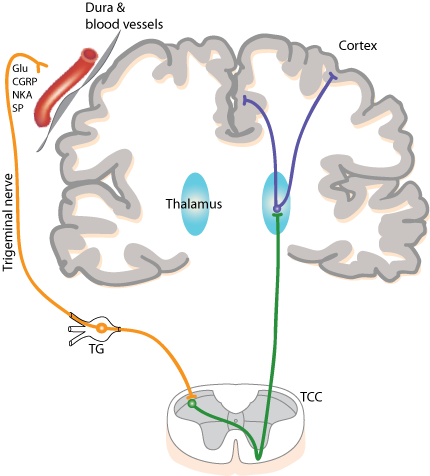 Dura &
blood vessels
Cortex
Glu
CGRP
NKA
SP
Trigeminal nerve
Thalamus
TG
TCC